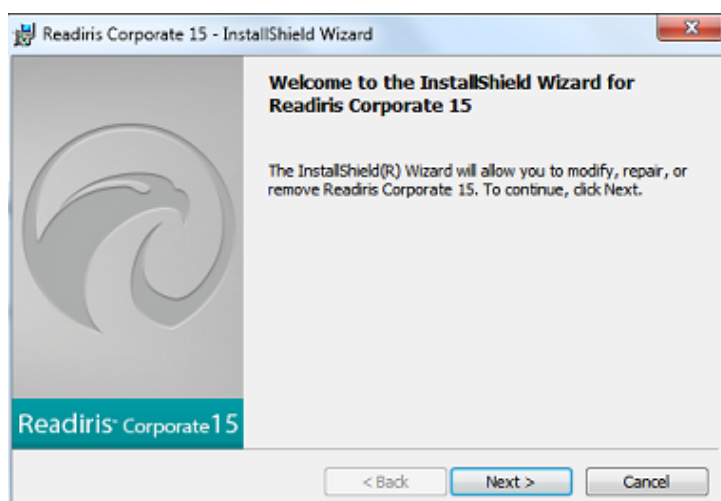 Readiris Corporate 15 - InstallShield Wizard
Welcome to the InstallShield Wizard for
Readiris Corporate 15
The InstallShield(R) Wizard will allow you to modify, repair, or
remove Readiris Corporate 15. To continue, click Next.
Readiris™ Corporate 15
< Back
Next >
Cancel